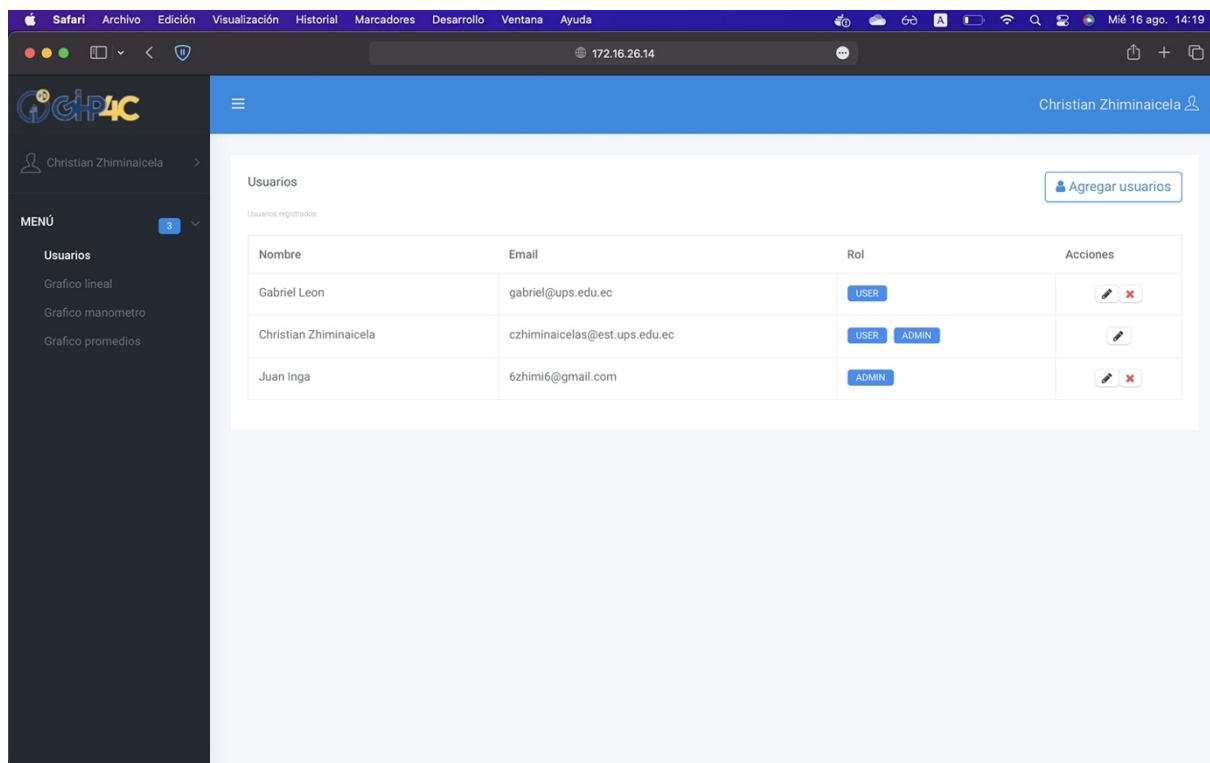 Safari Archivo Edición Visualización Historial Marcadores Desarrollo Ventana Ayuda A Mié 16 ago. 14:19
172.16.26.14
GIHP4C
Christian Zhiminaicela
Christian Zhiminaicela
MENÚ 3
Usuarios
Grafico lineal
Grafico manometro
Grafico promedios
Usuarios
Agregar usuarios
Usuarios registrados
Nombre Email Rol Acciones
Gabriel Leon gabriel@ups.edu.ec USER
Christian Zhiminaicela czhiminaicelas@est.ups.edu.ec USER ADMIN
Juan Inga 6zhimi6@gmail.com ADMIN